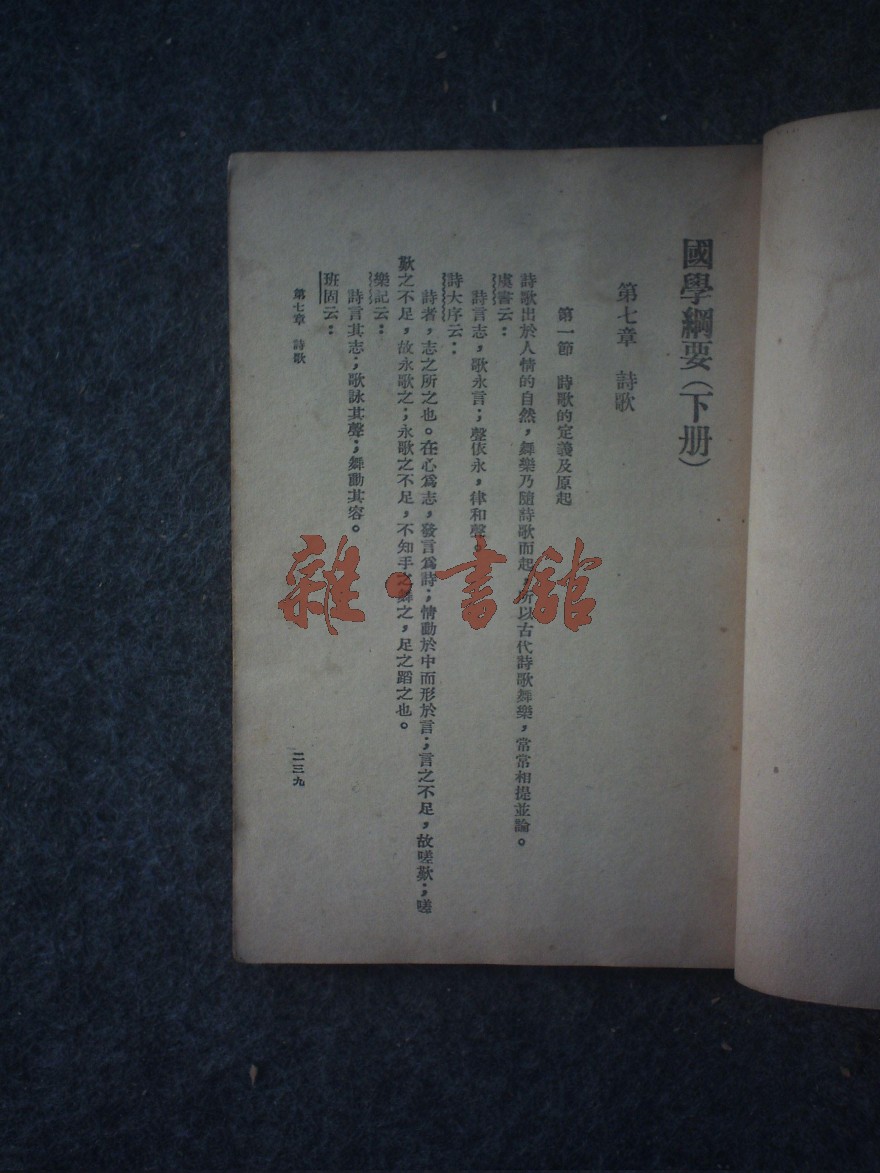 國學綱要(下册)
第七章 詩歌
第一節 詩歌的定義及原起
詩歌出於人情的自然,舞樂乃隨詩歌而起,所以古代詩歌舞樂,常常相提並論。
虞書云:
詩言志,歌永言;聲依永,律和聲。
詩大序云:
詩者,志之所之也。在心爲志,發言爲詩;情動於中而形於言;言之不足,故嗟歎;嗟
歎之不足,故永歌之;永歌之不足,不知手之舞之,足之蹈之也。
樂記云:
詩言其志;歌詠其聲;舞動其容。
班固云:
第七章 詩歌
二三九
雜·書館